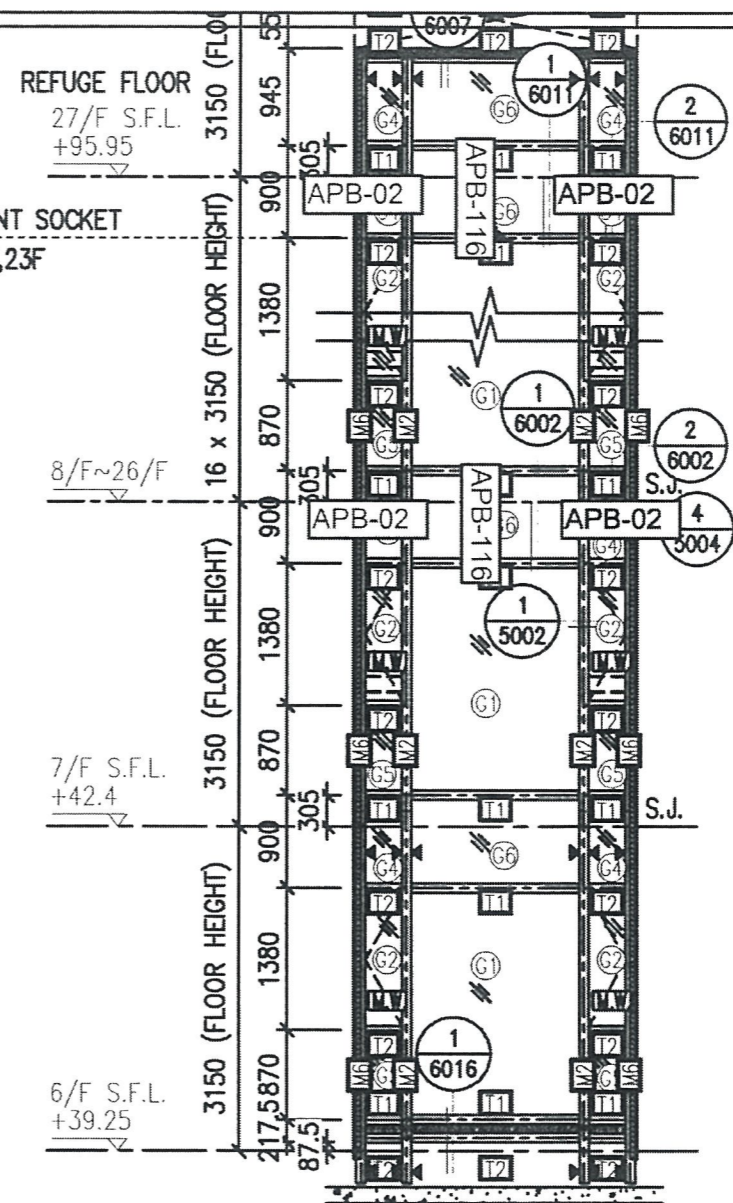 3150 (FLOO
55
T2 6007 T2 T2
REFUGE FLOOR
27/F S.F.L.
+95.95
945
1
6011
2
6011
G4 G6 G4
T1 T1
305
900
APB-02 APB-116 APB-02
G6
NT SOCKET
,23F
T2 T2
G2 G2
16 x 3150 (FLOOR HEIGHT)
1380
M.W M.W
T2 T2
G1
1
6002
870
M6 M2 M2 M6
G5 G5
2
6002
8/F~26/F
305
T1 T1
S.J.
900
APB-02 APB-116 APB-02
4
5004
G4
T2 T2
1
5002
G2 G2
3150 (FLOOR HEIGHT)
1380
M.W M.W
G1
T2 T2
870
M6 M2 M2 M6
G5 G5
7/F S.F.L.
+42.4
305
T1 T1 T1
S.J.
900
G4 G6 G4
T2 T1 T2
3150 (FLOOR HEIGHT)
1380
G2 G1 G2
M.W M.W
T2 T2
1
6016
870
M6 M2 M2 M6
T1 T1 T1
6/F S.F.L.
+39.25
217.5
87.5
T2 T2 T2